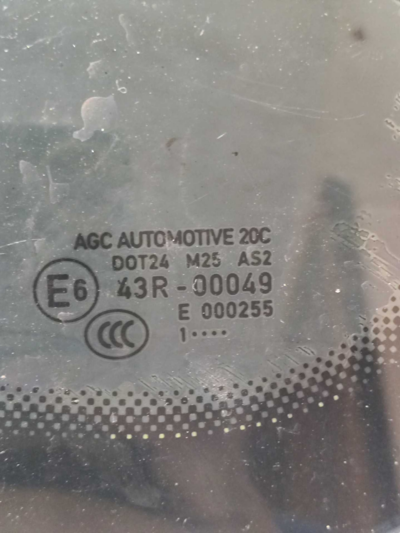 AGC AUTOMOTIVE 20C
DOT24 M25 AS2
E6 43R-00049
E 000255
CCC 1····